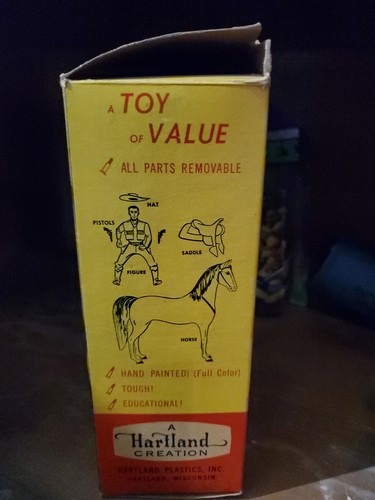 A TOY
OF VALUE
ALL PARTS REMOVABLE
HAT
PISTOLS
SADDLE
FIGURE
HORSE
HAND PAINTED! (Full Color)
TOUGH!
EDUCATIONAL!
A
Hartland
CREATION
HARTLAND PLASTICS, INC.
HARTLAND, WISCONSIN